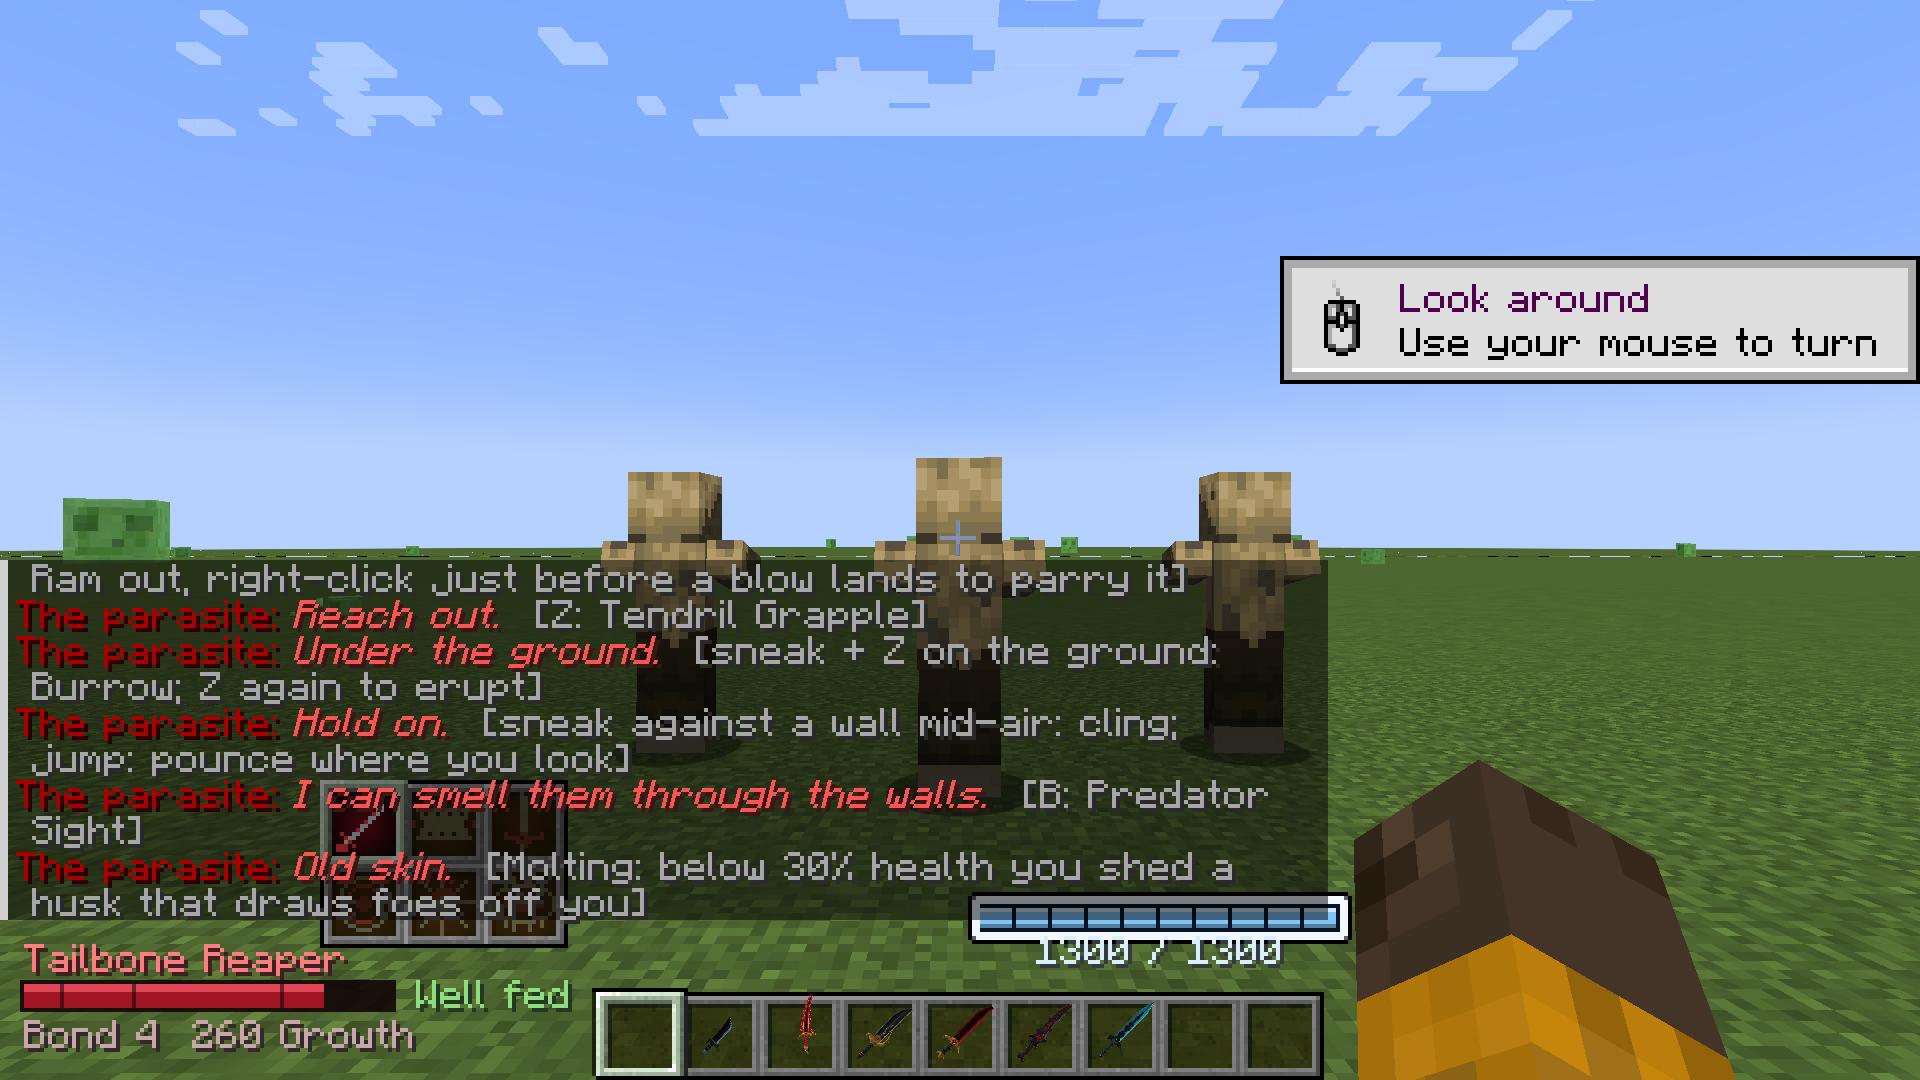 Look around
Use your mouse to turn
Ram out, right-click just before a blow lands to parry it]
The parasite: Reach out. [Z: Tendril Grapple]
The parasite: Under the ground. [sneak + Z on the ground:
Burrow; Z again to erupt]
The parasite: Hold on. [sneak against a wall mid-air: cling;
jump: pounce where you look]
The parasite: I can smell them through the walls. [B: Predator
Sight]
The parasite: Old skin. [Molting: below 30% health you shed a
husk that draws foes off you]
1300 / 1300
Tailbone Reaper
Well fed
Bond 4 260 Growth